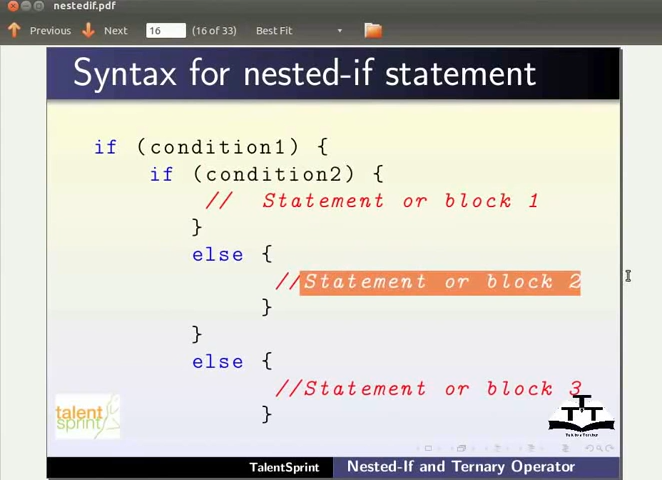 nestedif.pdf
Previous Next 16 (16 of 33) Best Fit
Syntax for nested-if statement
if (condition1) {
if (condition2) {
// Statement or block 1
}
else {
//Statement or block 2
}
}
else {
//Statement or block 3
}
talent
sprint
TalentSprint Nested-If and Ternary Operator